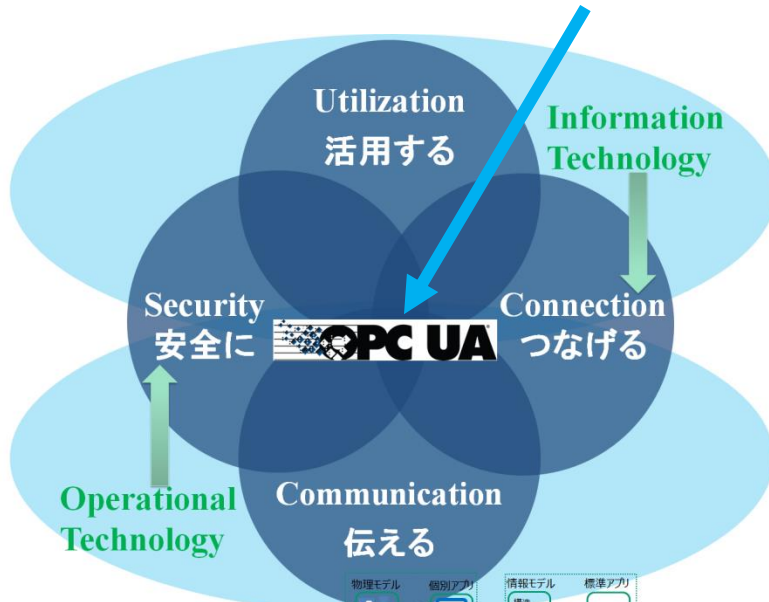 Utilization
活用する
Information
Technology
Security
安全に
OPC UA
Connection
つなげる
Operational
Technology
Communication
伝える
物理モデル 個別アプリ 情報モデル 標準アプリ